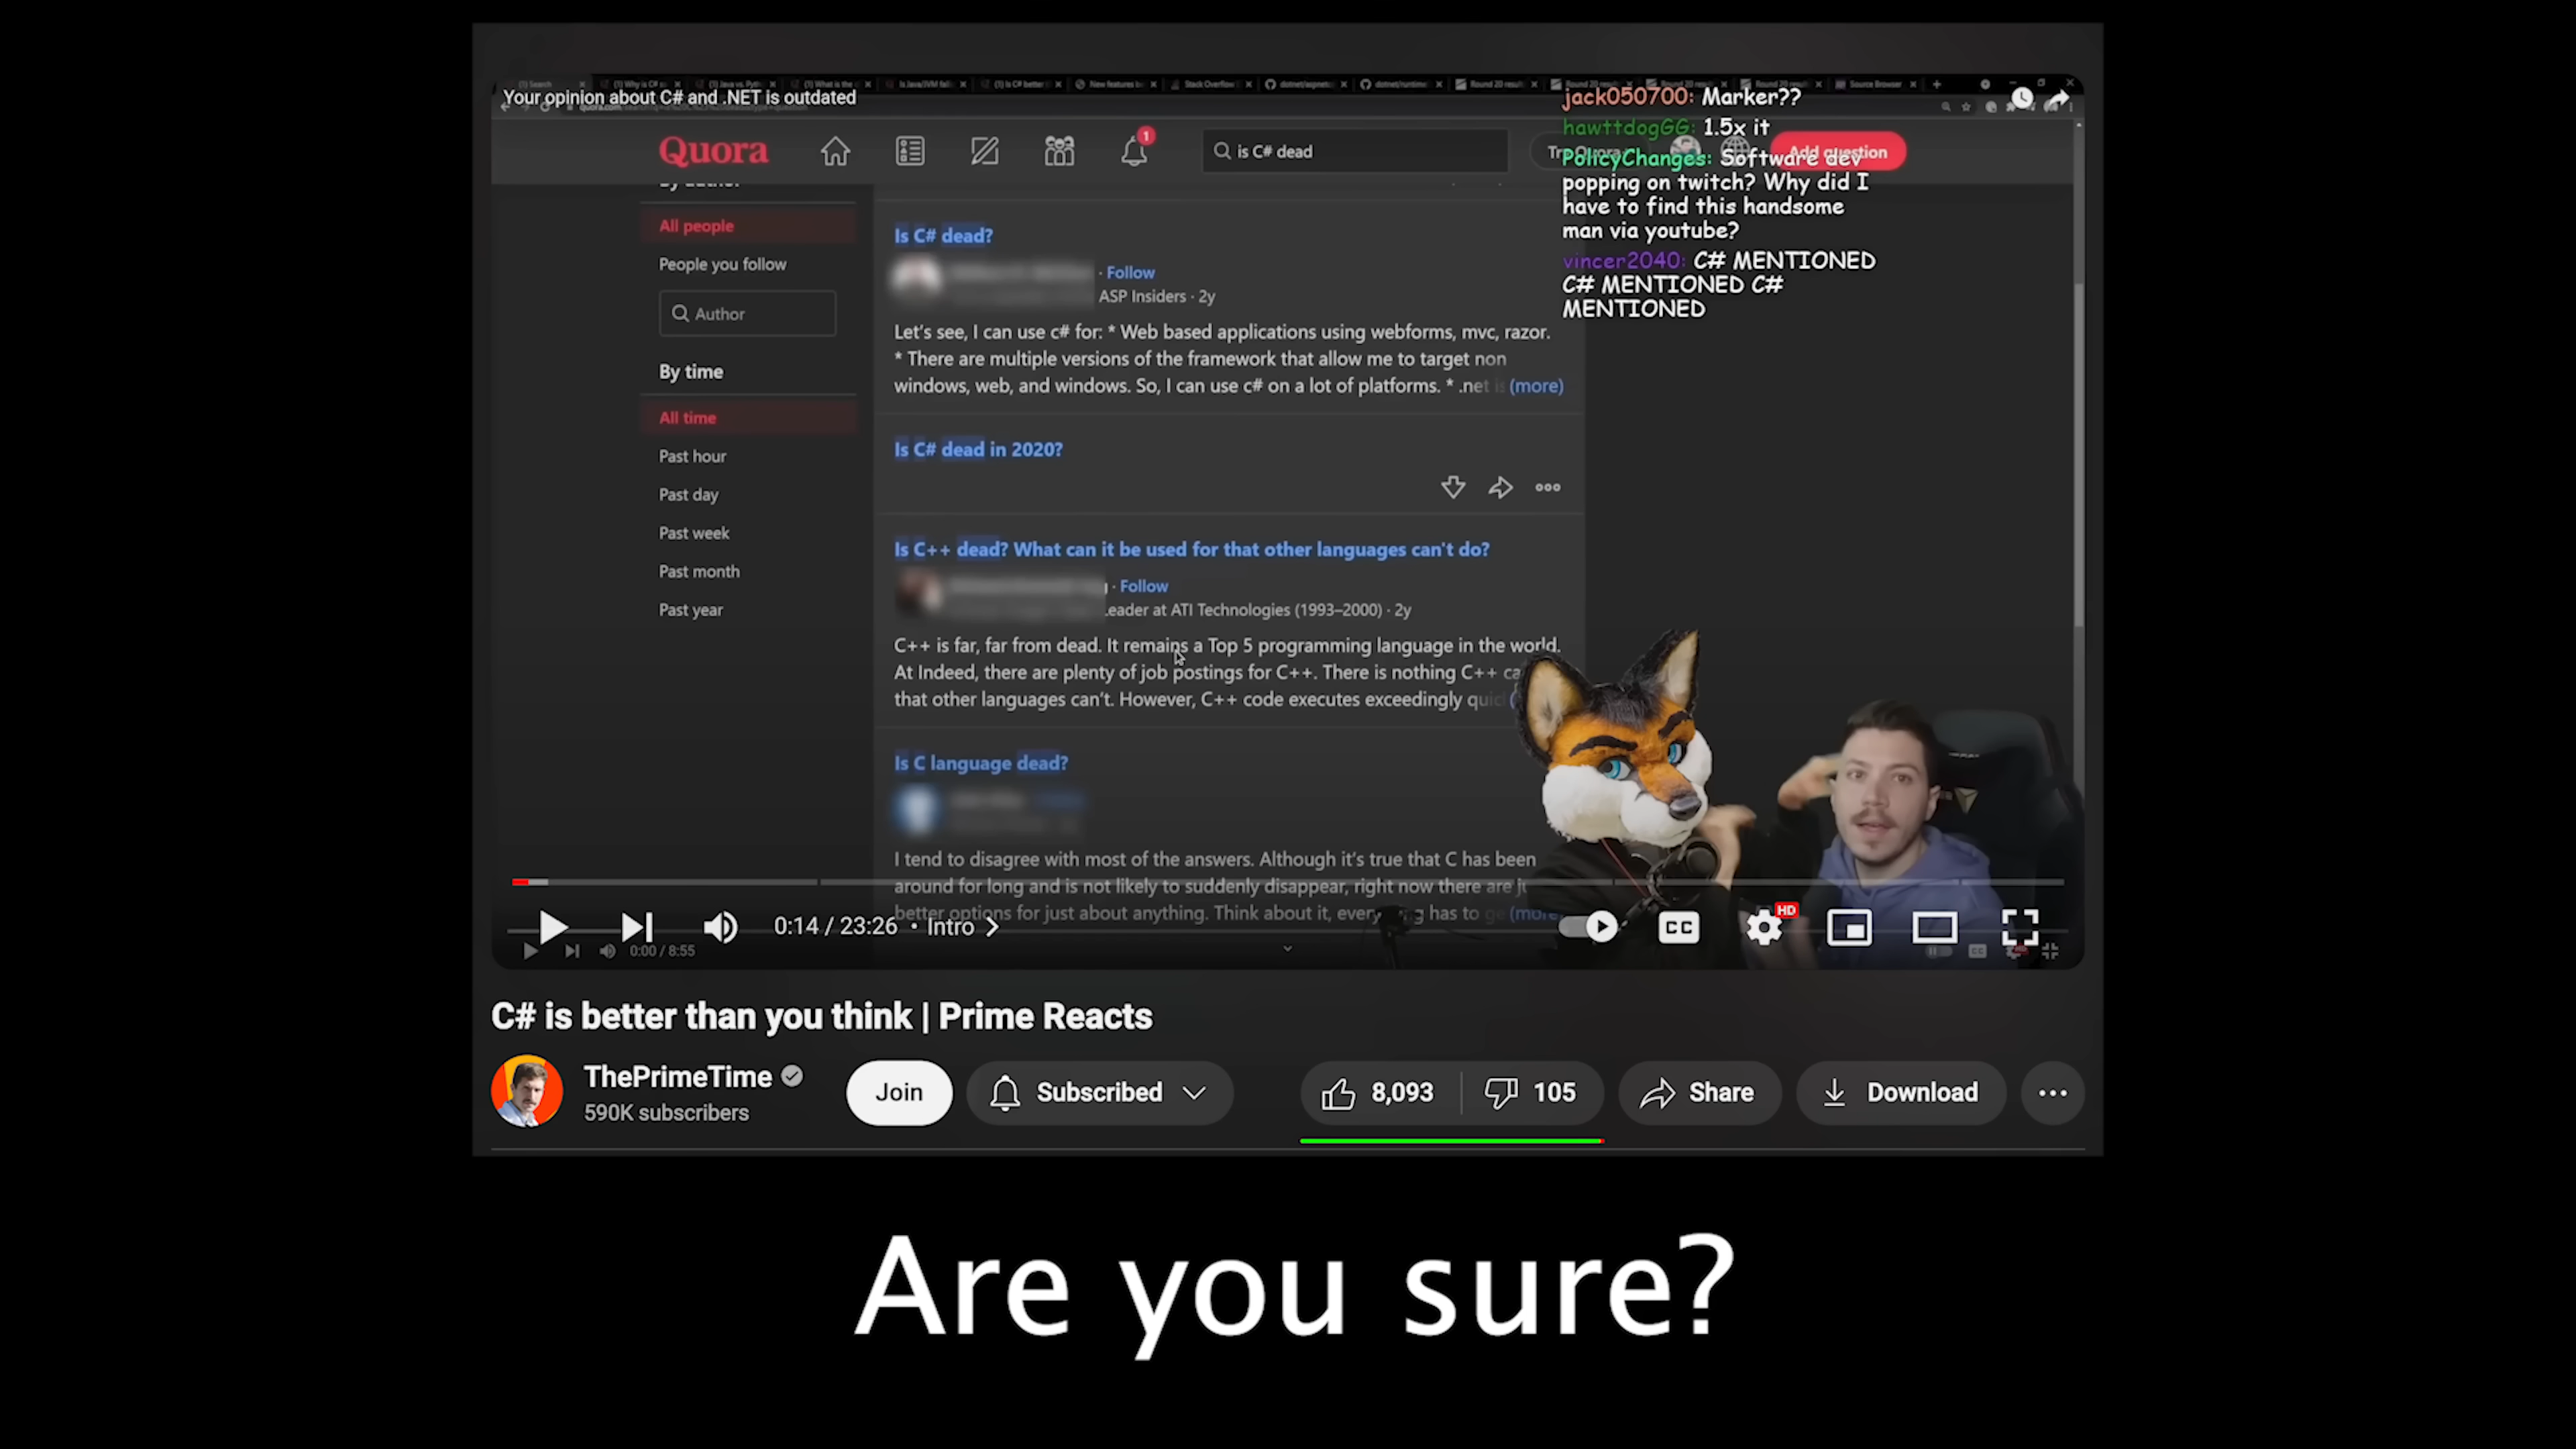 Your opinion about C# and .NET is outdated
jack050700: Marker??
hawttdogGG: 1.5x it
PolicyChanges: Software dev
popping on twitch? Why did I
have to find this handsome
man via youtube?
vincer2040: C# MENTIONED
C# MENTIONED C#
MENTIONED
Quora
1
is C# dead
Add question
All people
People you follow
Author
By time
All time
Past hour
Past day
Past week
Past month
Past year
Is C# dead?
· Follow
ASP Insiders · 2y
Let's see, I can use c# for: * Web based applications using webforms, mvc, razor.
* There are multiple versions of the framework that allow me to target non
windows, web, and windows. So, I can use c# on a lot of platforms. * .net is (more)
Is C# dead in 2020?
Is C++ dead? What can it be used for that other languages can't do?
· Follow
Leader at ATI Technologies (1993–2000) · 2y
C++ is far, far from dead. It remains a Top 5 programming language in the world.
At Indeed, there are plenty of job postings for C++. There is nothing C++
that other languages can't. However, C++ code executes exceedingly
Is C language dead?
I tend to disagree with most of the answers. Although it's true that C has been
around for long and is not likely to suddenly disappear, right now there are
better options for just about anything. Think about it, has to (more)
0:14 / 23:26 • Intro
CC
HD
0:00 / 8:55
C# is better than you think | Prime Reacts
ThePrimeTime
590K subscribers
Join
Subscribed
8,093
105
Share
Download
Are you sure?